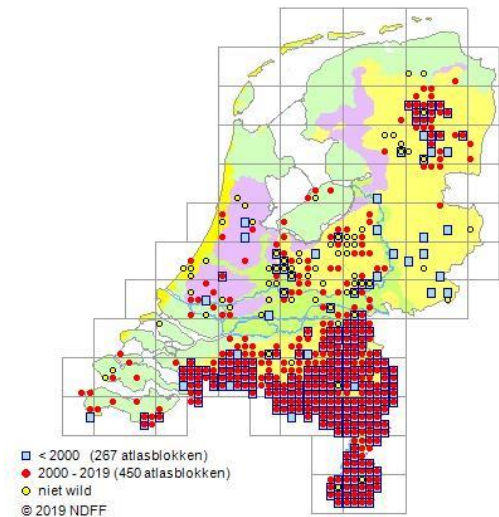 < 2000 (267 atlasblokken)
2000 - 2019 (450 atlasblokken)
niet wild
© 2019 NDFF